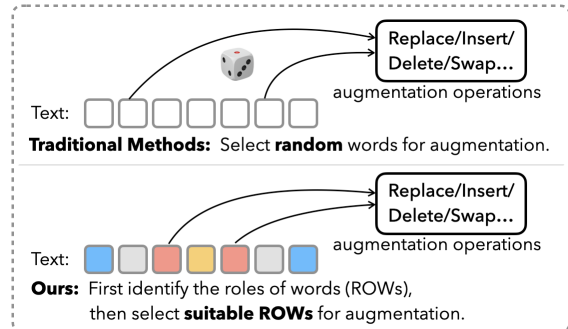 Replace/Insert/
Delete/Swap...
augmentation operations
Text:
Traditional Methods: Select random words for augmentation.
Replace/Insert/
Delete/Swap...
augmentation operations
Text:
Ours: First identify the roles of words (ROWs),
then select suitable ROWs for augmentation.